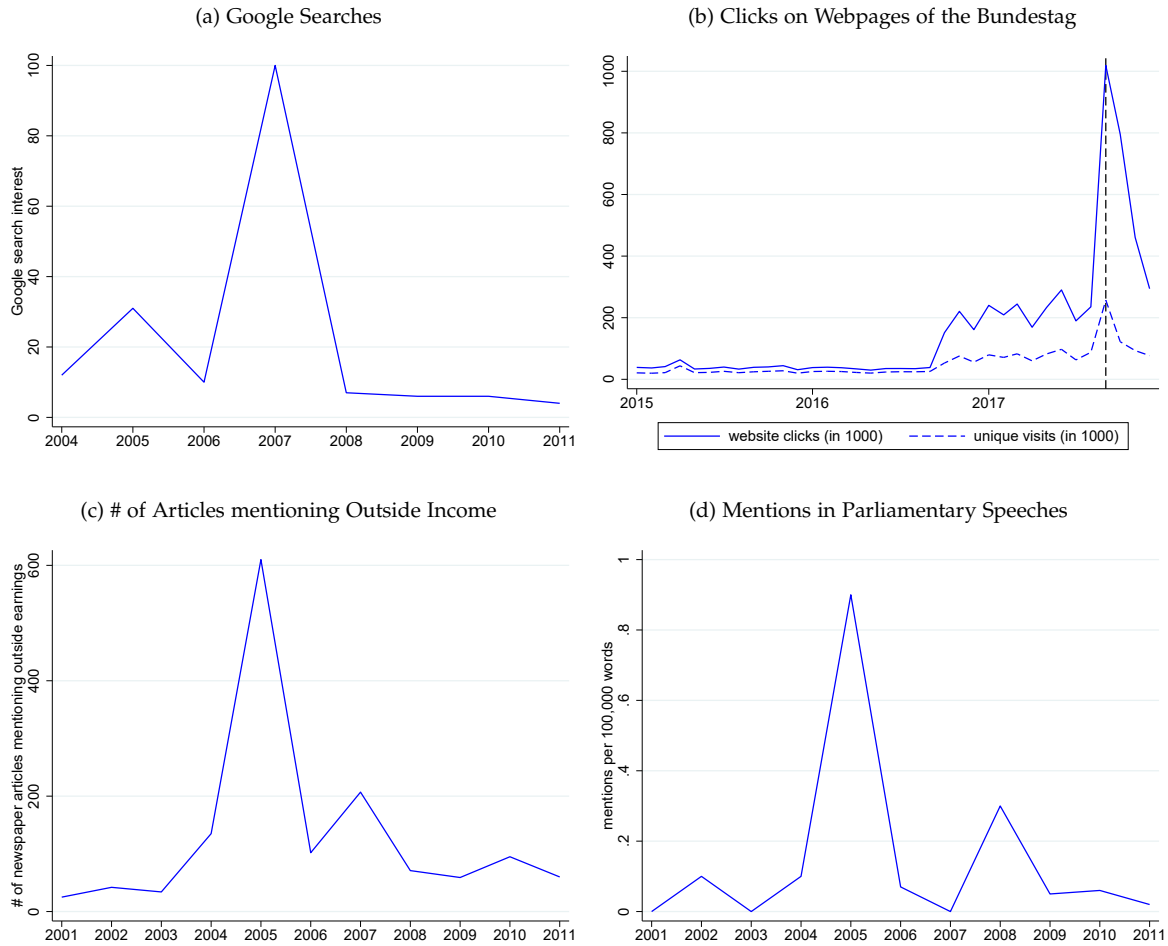 (a) Google Searches
Google search interest
100
80
60
40
20
0
2004 2005 2006 2007 2008 2009 2010 2011
(b) Clicks on Webpages of the Bundestag
1000
800
600
400
200
0
2015 2016 2017
website clicks (in 1000) unique visits (in 1000)
(c) # of Articles mentioning Outside Income
# of newspaper articles mentioning outside earnings
600
400
200
0
2001 2002 2003 2004 2005 2006 2007 2008 2009 2010 2011
(d) Mentions in Parliamentary Speeches
mentions per 100,000 words
1
.8
.6
.4
.2
0
2001 2002 2003 2004 2005 2006 2007 2008 2009 2010 2011